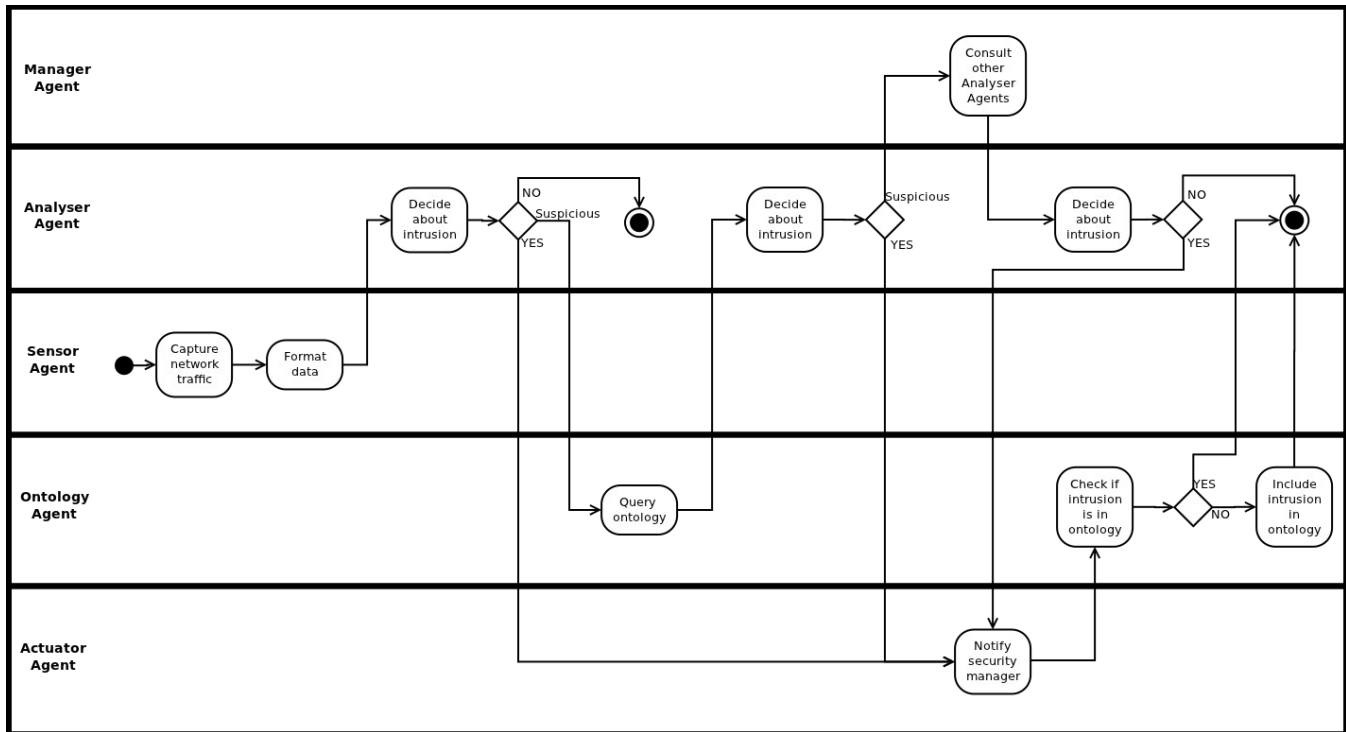 Manager
Agent
Consult
other
Analyser
Agents
Analyser
Agent
Decide
about
intrusion
NO
Suspicious
YES
Decide
about
intrusion
Suspicious
YES
Decide
about
intrusion
NO
YES
Sensor
Agent
Capture
network
traffic
Format
data
Ontology
Agent
Query
ontology
Check if
intrusion
is in
ontology
YES
NO
Include
intrusion
in
ontology
Actuator
Agent
Notify
security
manager